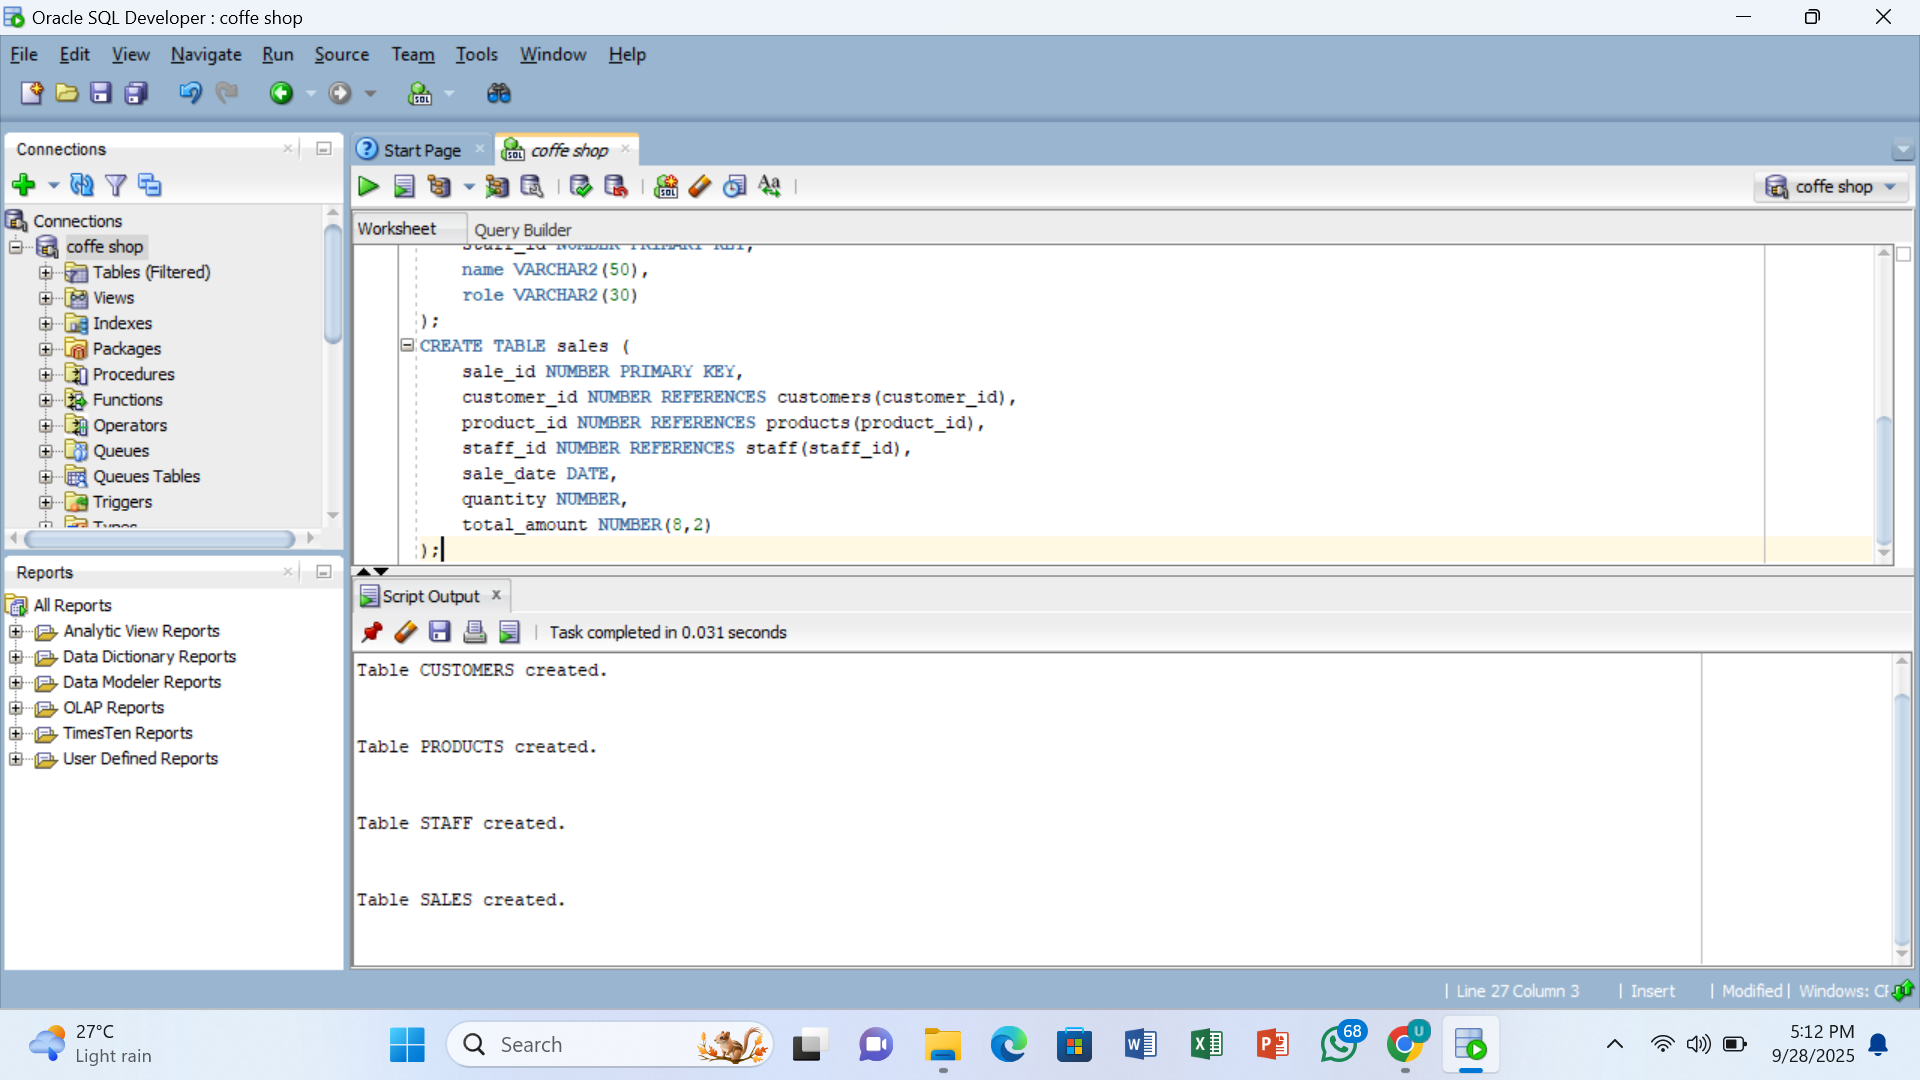 Oracle SQL Developer : coffe shop
File Edit View Navigate Run Source Team Tools Window Help
Connections
Connections
coffe shop
Tables (Filtered)
Views
Indexes
Packages
Procedures
Functions
Operators
Queues
Queues Tables
Triggers
Types
Reports
All Reports
Analytic View Reports
Data Dictionary Reports
Data Modeler Reports
OLAP Reports
TimesTen Reports
User Defined Reports
Start Page
coffe shop
coffe shop
Worksheet Query Builder
staff_id NUMBER PRIMARY KEY,
name VARCHAR2(50),
role VARCHAR2(30)
);
CREATE TABLE sales (
sale_id NUMBER PRIMARY KEY,
customer_id NUMBER REFERENCES customers(customer_id),
product_id NUMBER REFERENCES products(product_id),
staff_id NUMBER REFERENCES staff(staff_id),
sale_date DATE,
quantity NUMBER,
total_amount NUMBER(8,2)
);
Script Output
Task completed in 0.031 seconds
Table CUSTOMERS created.
Table PRODUCTS created.
Table STAFF created.
Table SALES created.
| Line 27 Column 3 | Insert | Modified | Windows:
27°C
Light rain
Search
68
U
5:12 PM
9/28/2025